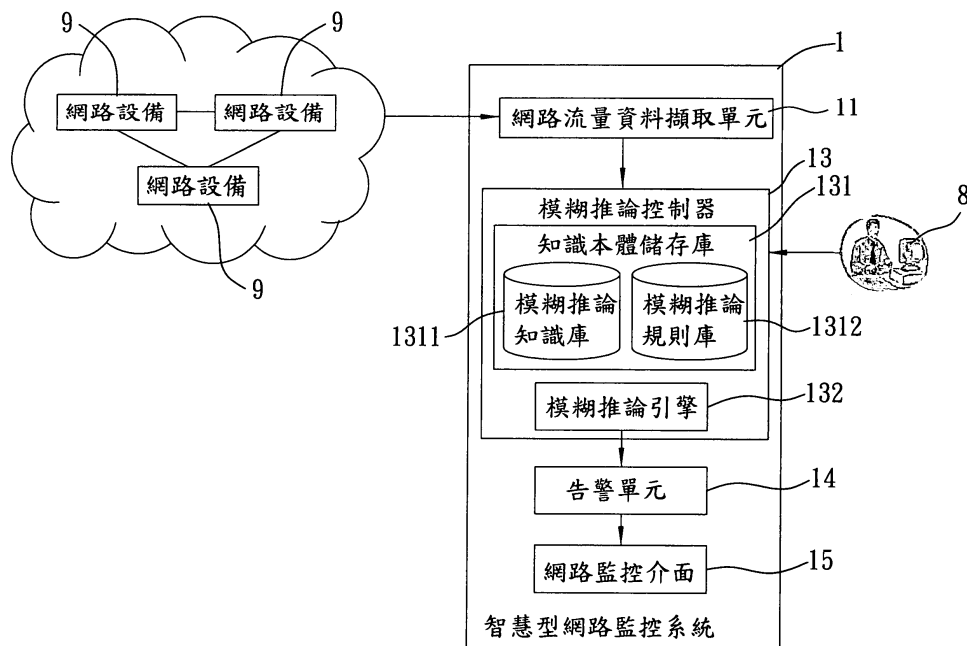 9
9
1
網路設備
網路設備
網路設備
9
網路流量資料擷取單元
11
13
模糊推論控制器
131
8
知識本體儲存庫
模糊推論
知識庫
模糊推論
規則庫
1311
1312
模糊推論引擎
132
告警單元
14
網路監控介面
15
智慧型網路監控系統